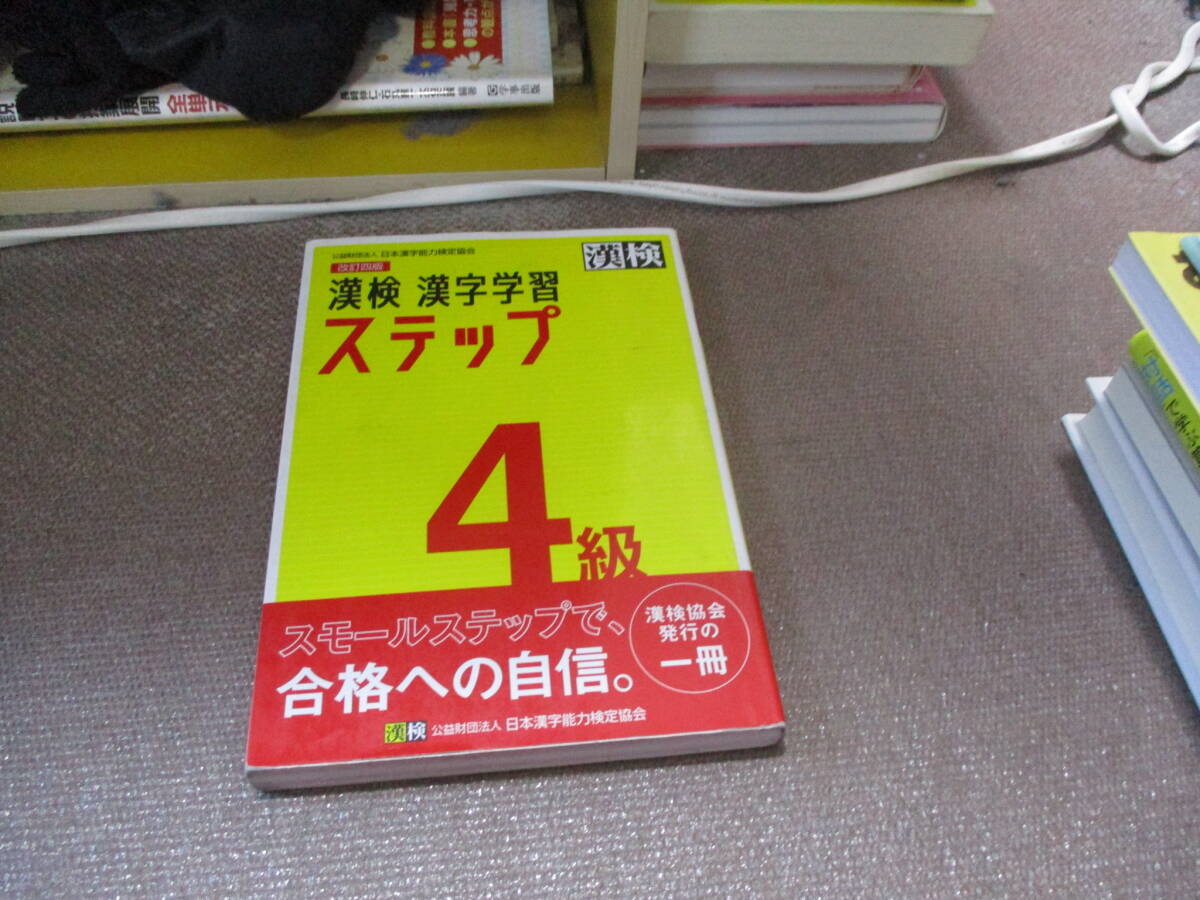 公益財団法人 日本漢字能力検定協会
漢検
改訂四版
漢検 漢字学習
ステップ
4級
スモールステップで、
合格への自信。
漢検協会
発行の
一冊
漢検 公益財団法人 日本漢字能力検定協会
学事出版